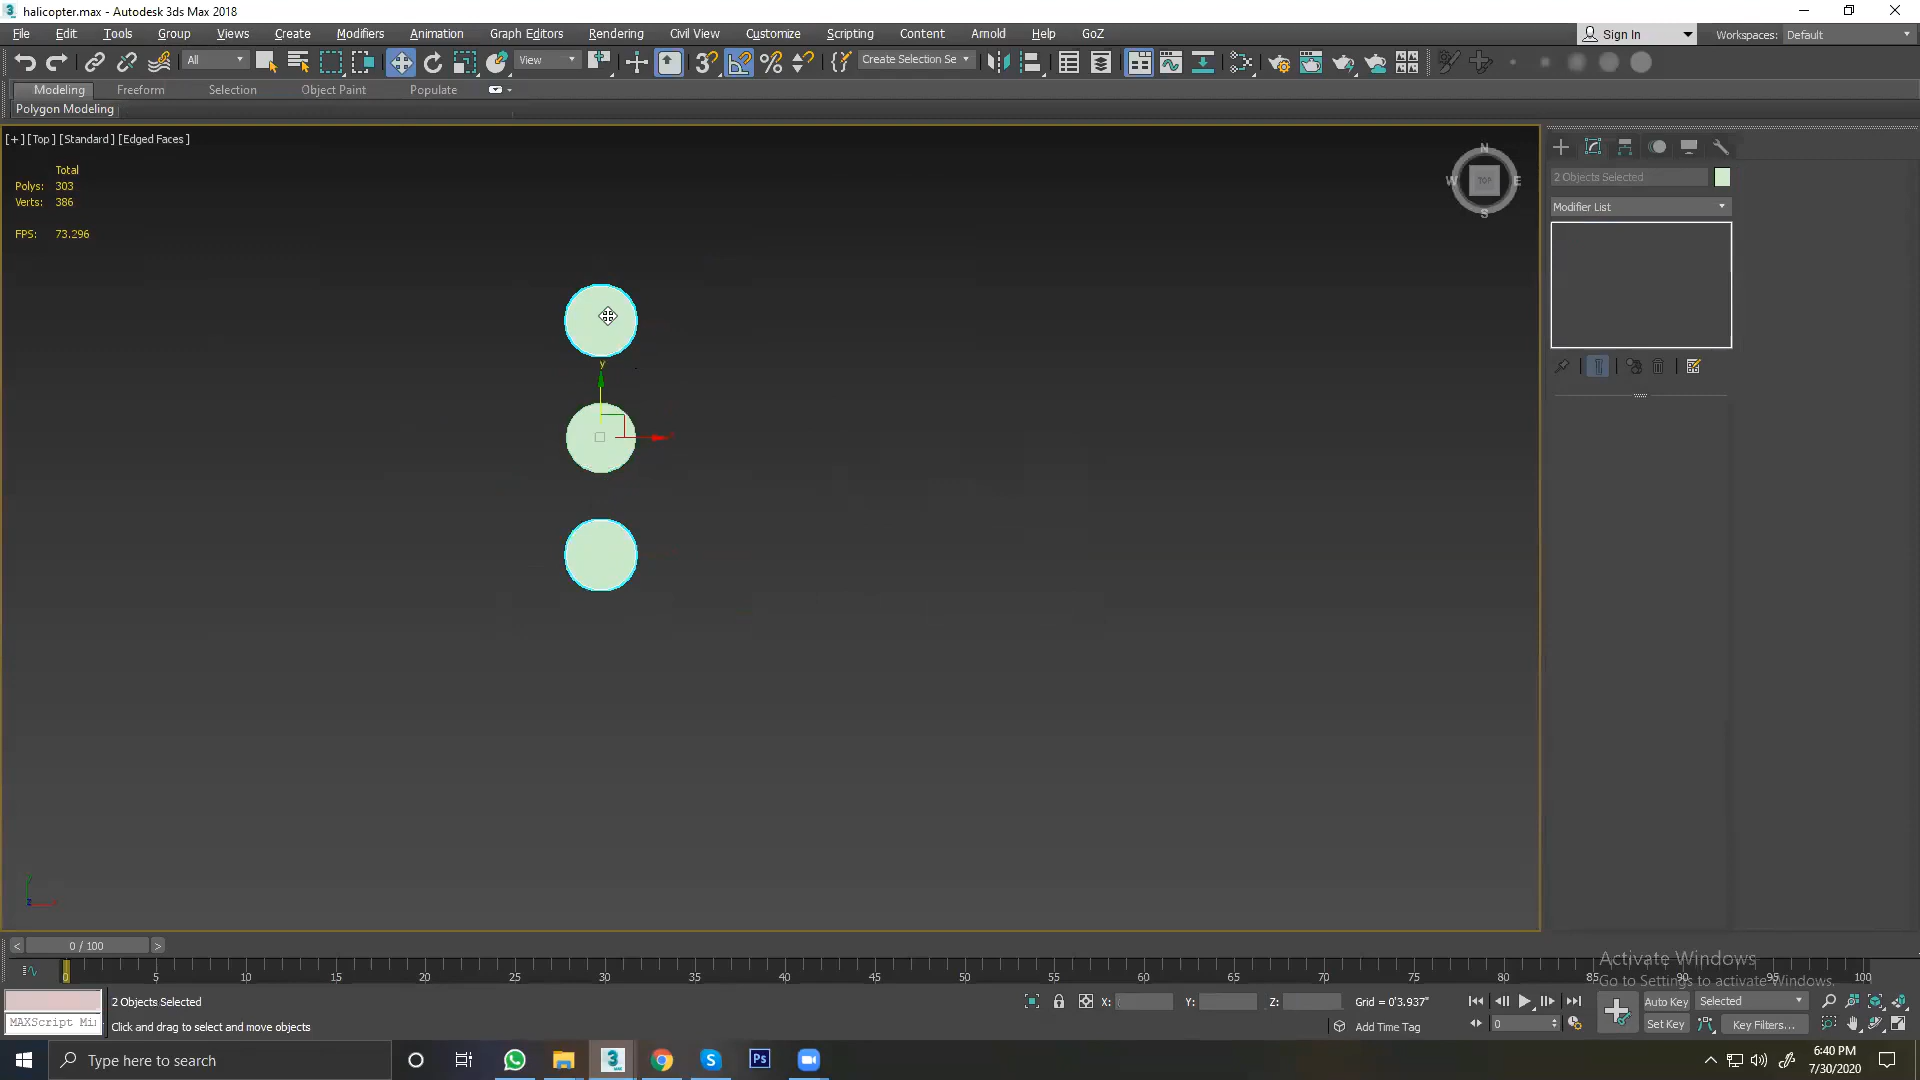 halicopter.max - Autodesk 3ds Max 2018
File Edit Tools Group Views Create Modifiers Animation Graph Editors Rendering Civil View Customize Scripting Content Arnold Help GoZ Sign In Workspaces: Default
All View Create Selection Se
Modeling Freeform Selection Object Paint Populate
Polygon Modeling
[+] [Top] [Standard] [Edged Faces]
Total
Polys: 303
Verts: 386
FPS: 73.296
N
W TOP E
S
2 Objects Selected
Modifier List
y
0 / 100
0 5 10 15 20 25 30 35 40 45 50 55 60 65 70 75 80 85 90 95 100
Activate Windows
Go to Settings to activate Windows.
2 Objects Selected X: Y: Z: Grid = 0'3.937" Auto Key Selected
MAXScript Mi Click and drag to select and move objects Add Time Tag 0 Set Key Key Filters...
Type here to search
6:40 PM
7/30/2020